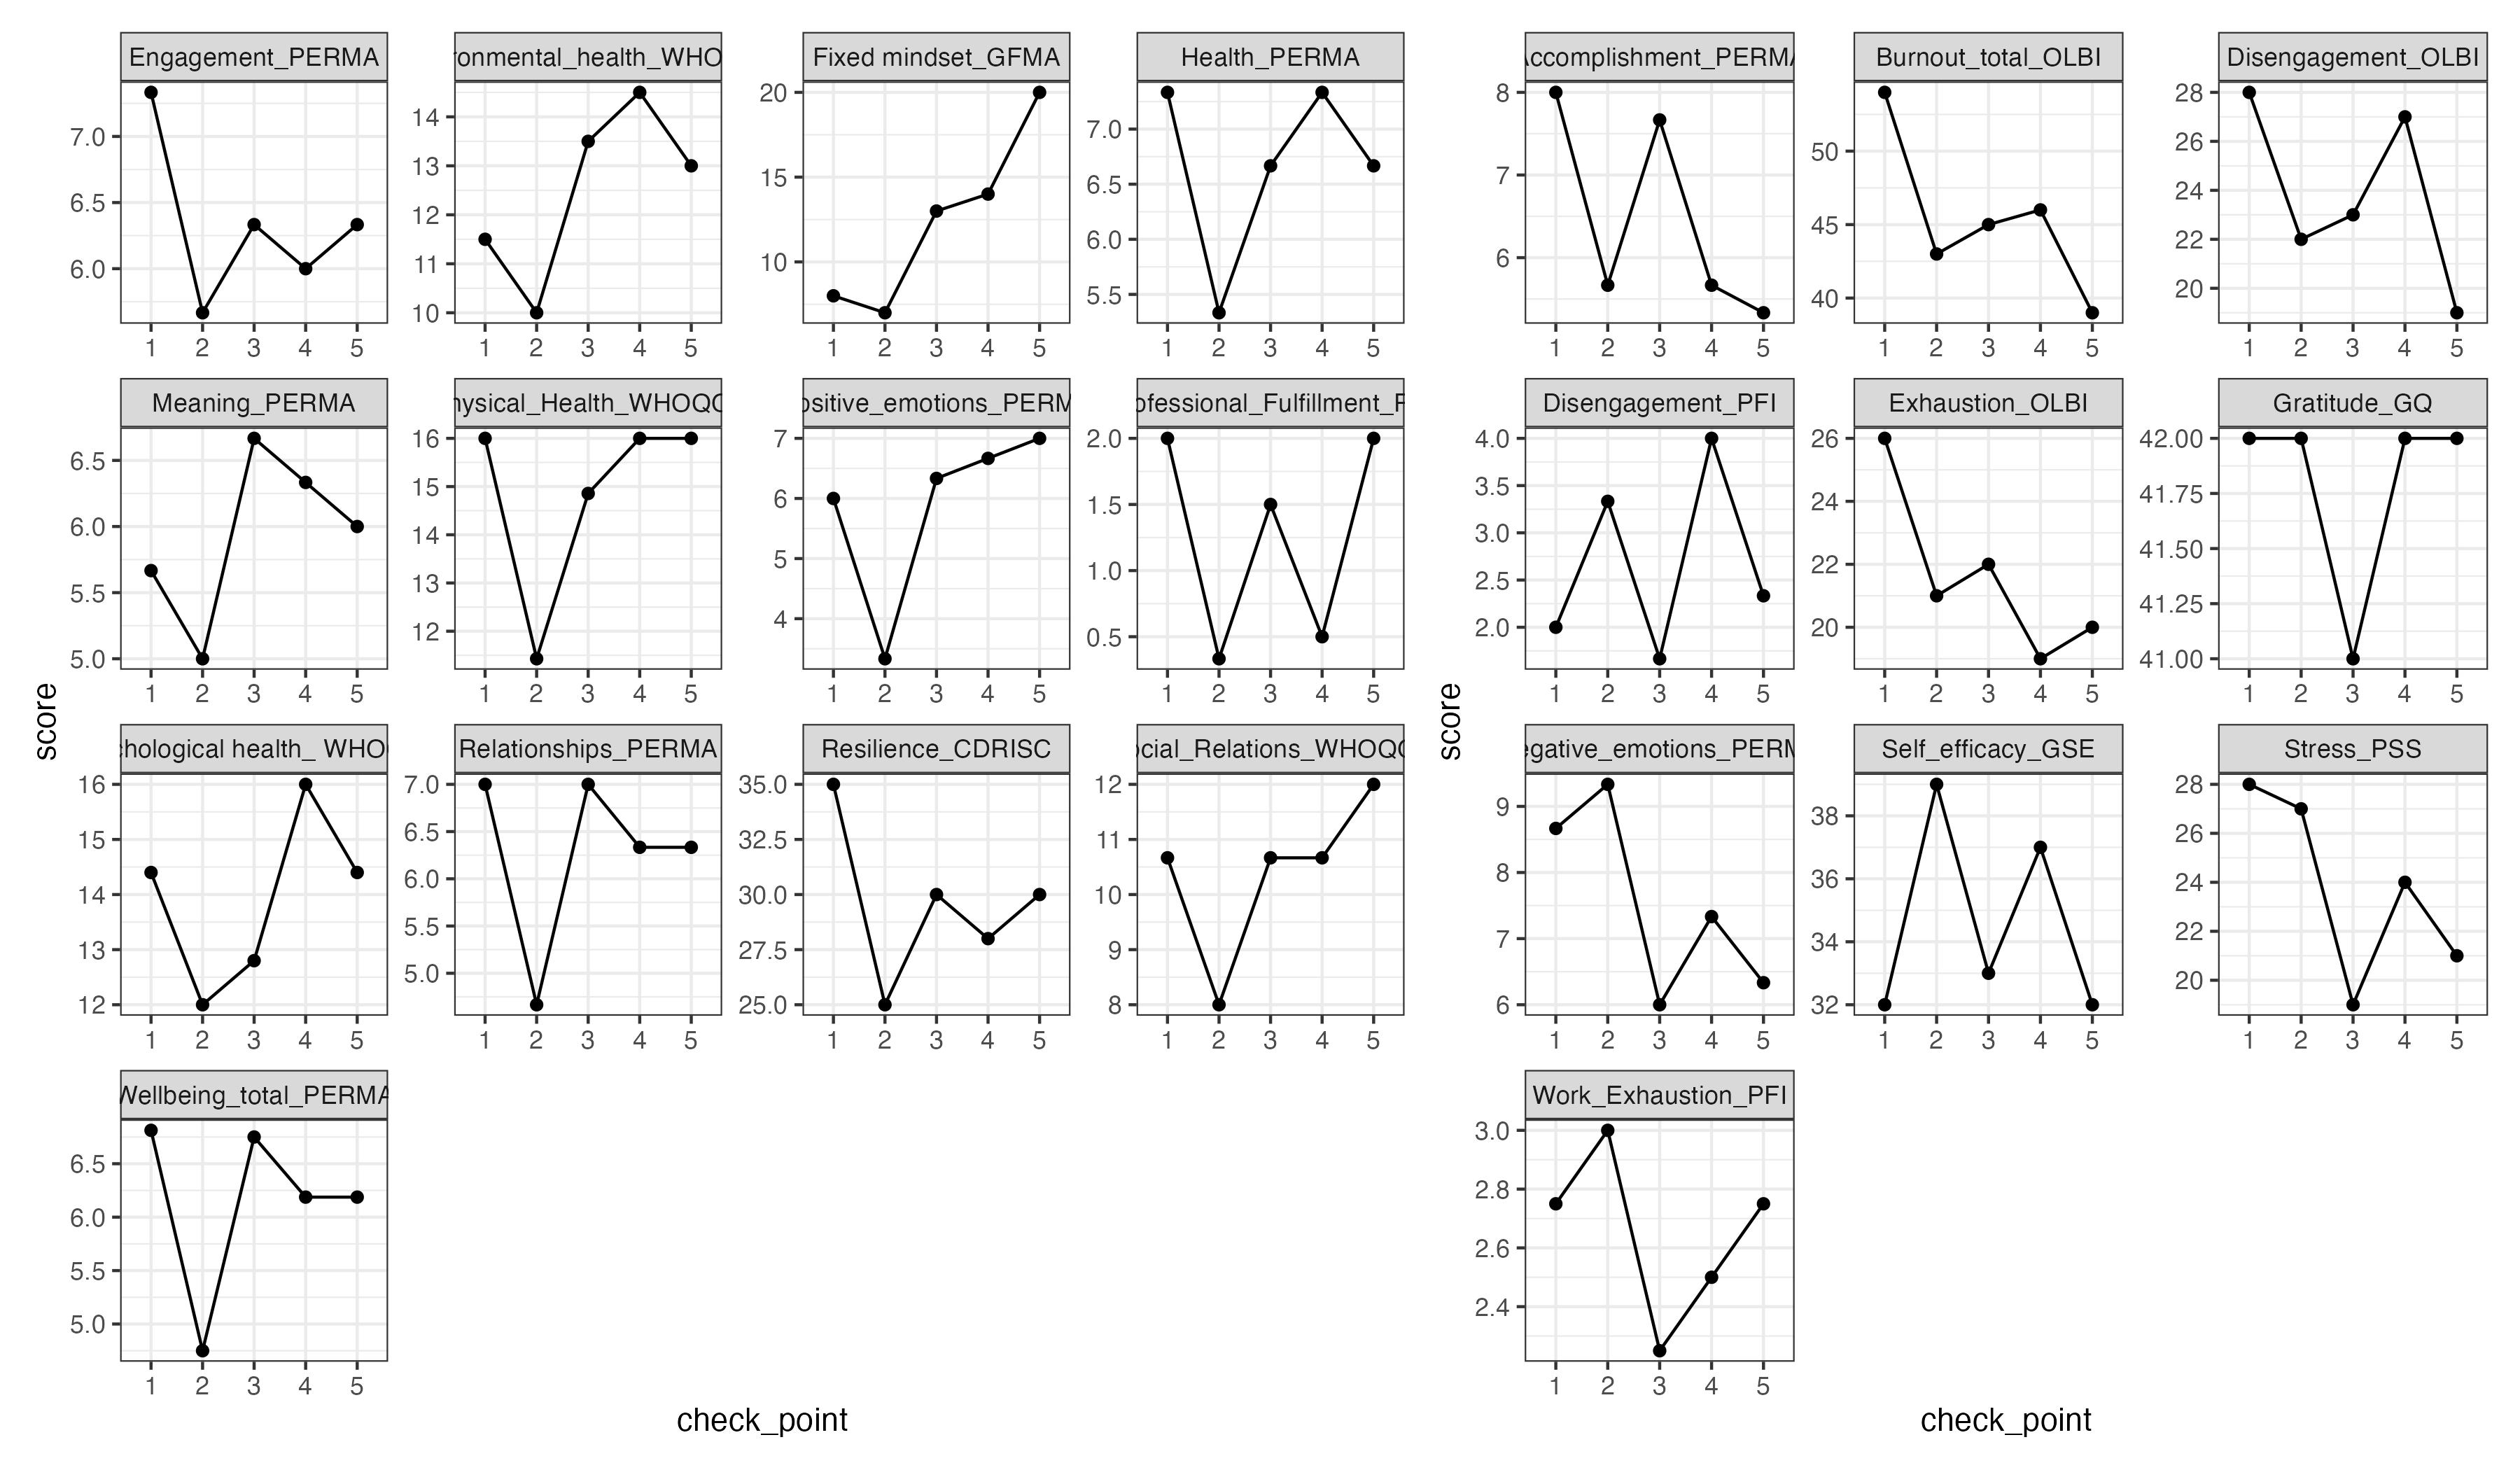 score
Engagement_PERMA
7.0
6.5
6.0
1 2 3 4 5
ronmental_health_WHO
14
13
12
11
10
1 2 3 4 5
Fixed mindset_GFMA
20
15
10
1 2 3 4 5
Health_PERMA
7.0
6.5
6.0
5.5
1 2 3 4 5
Meaning_PERMA
6.5
6.0
5.5
5.0
1 2 3 4 5
hysical_Health_WHOQO
16
15
14
13
12
1 2 3 4 5
ositive_emotions_PERM
7
6
5
4
1 2 3 4 5
ofessional_Fulfillment_P
2.0
1.5
1.0
0.5
1 2 3 4 5
chological health_ WHO
16
15
14
13
12
1 2 3 4 5
Relationships_PERMA
7.0
6.5
6.0
5.5
5.0
1 2 3 4 5
Resilience_CDRISC
35.0
32.5
30.0
27.5
25.0
1 2 3 4 5
ocial_Relations_WHOQO
12
11
10
9
8
1 2 3 4 5
Wellbeing_total_PERMA
6.5
6.0
5.5
5.0
1 2 3 4 5
check_point
score
Accomplishment_PERMA
8
7
6
1 2 3 4 5
Burnout_total_OLBI
50
45
40
1 2 3 4 5
Disengagement_OLBI
28
26
24
22
20
1 2 3 4 5
Disengagement_PFI
4.0
3.5
3.0
2.5
2.0
1 2 3 4 5
Exhaustion_OLBI
26
24
22
20
1 2 3 4 5
Gratitude_GQ
42.00
41.75
41.50
41.25
41.00
1 2 3 4 5
egative_emotions_PERM
9
8
7
6
1 2 3 4 5
Self_efficacy_GSE
38
36
34
32
1 2 3 4 5
Stress_PSS
28
26
24
22
20
1 2 3 4 5
Work_Exhaustion_PFI
3.0
2.8
2.6
2.4
1 2 3 4 5
check_point